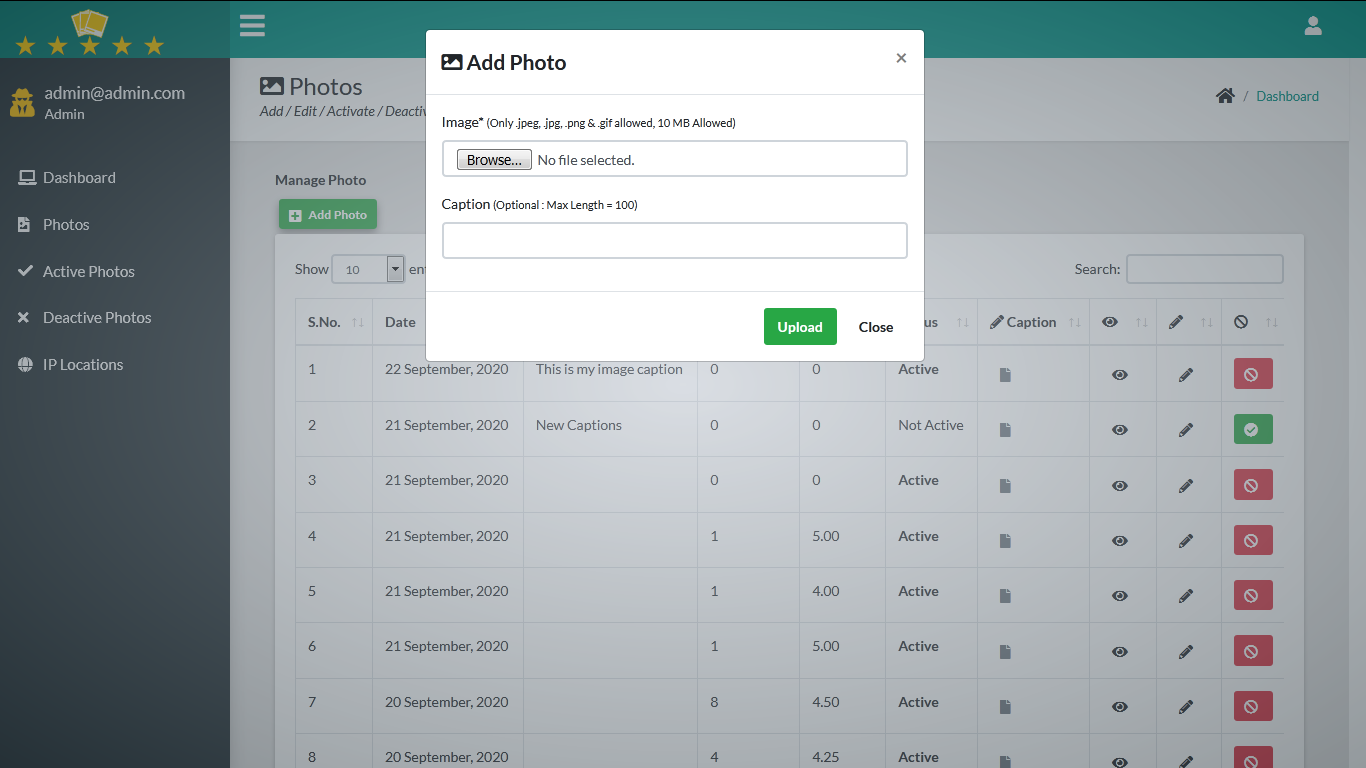 admin@admin.com
Admin
Dashboard
Photos
Active Photos
Deactive Photos
IP Locations
Photos
Add / Edit / Activate / Deactiv
/ Dashboard
Manage Photo
Add Photo
Add Photo
×
Image* (Only .jpeg, .jpg, .png & .gif allowed, 10 MB Allowed)
Browse... No file selected.
Caption (Optional : Max Length = 100)
Upload Close
Show 10 en
Search:
S.No. Date us Caption
1 22 September, 2020 This is my image caption 0 0 Active
2 21 September, 2020 New Captions 0 0 Not Active
3 21 September, 2020 0 0 Active
4 21 September, 2020 1 5.00 Active
5 21 September, 2020 1 4.00 Active
6 21 September, 2020 1 5.00 Active
7 20 September, 2020 8 4.50 Active
8 20 September, 2020 4 4.25 Active